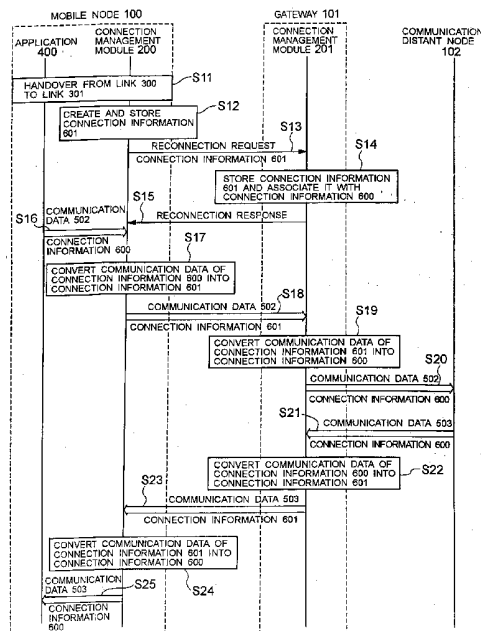 MOBILE NODE 100
GATEWAY 101
APPLICATION
400
CONNECTION
MANAGEMENT
MODULE 200
CONNECTION
MANAGEMENT
MODULE 201
COMMUNICATION
DISTANT NODE
102
HANDOVER FROM LINK 300
TO LINK 301
S11
CREATE AND STORE
CONNECTION INFORMATION
601
S12
S13
RECONNECTION REQUEST
CONNECTION INFORMATION 601
S14
STORE CONNECTION INFORMATION
601 AND ASSOCIATE IT WITH
CONNECTION INFORMATION 600
S15
RECONNECTION RESPONSE
S16
COMMUNICATION
DATA 502
CONNECTION
INFORMATION 600
S17
CONVERT COMMUNICATION DATA OF
CONNECTION INFORMATION 600 INTO
CONNECTION INFORMATION 601
COMMUNICATION DATA 502
S18
CONNECTION INFORMATION 601
S19
CONVERT COMMUNICATION DATA OF
CONNECTION INFORMATION 601 INTO
CONNECTION INFORMATION 600
S20
COMMUNICATION DATA 502
CONNECTION INFORMATION 600
S21
COMMUNICATION DATA 503
CONNECTION INFORMATION 600
CONVERT COMMUNICATION DATA OF
CONNECTION INFORMATION 600 INTO
CONNECTION INFORMATION 601
S22
S23
COMMUNICATION DATA 503
CONNECTION INFORMATION 601
CONVERT COMMUNICATION DATA OF
CONNECTION INFORMATION 601 INTO
CONNECTION INFORMATION 600
S24
COMMUNICATION
DATA 503
S25
CONNECTION
INFORMATION
600